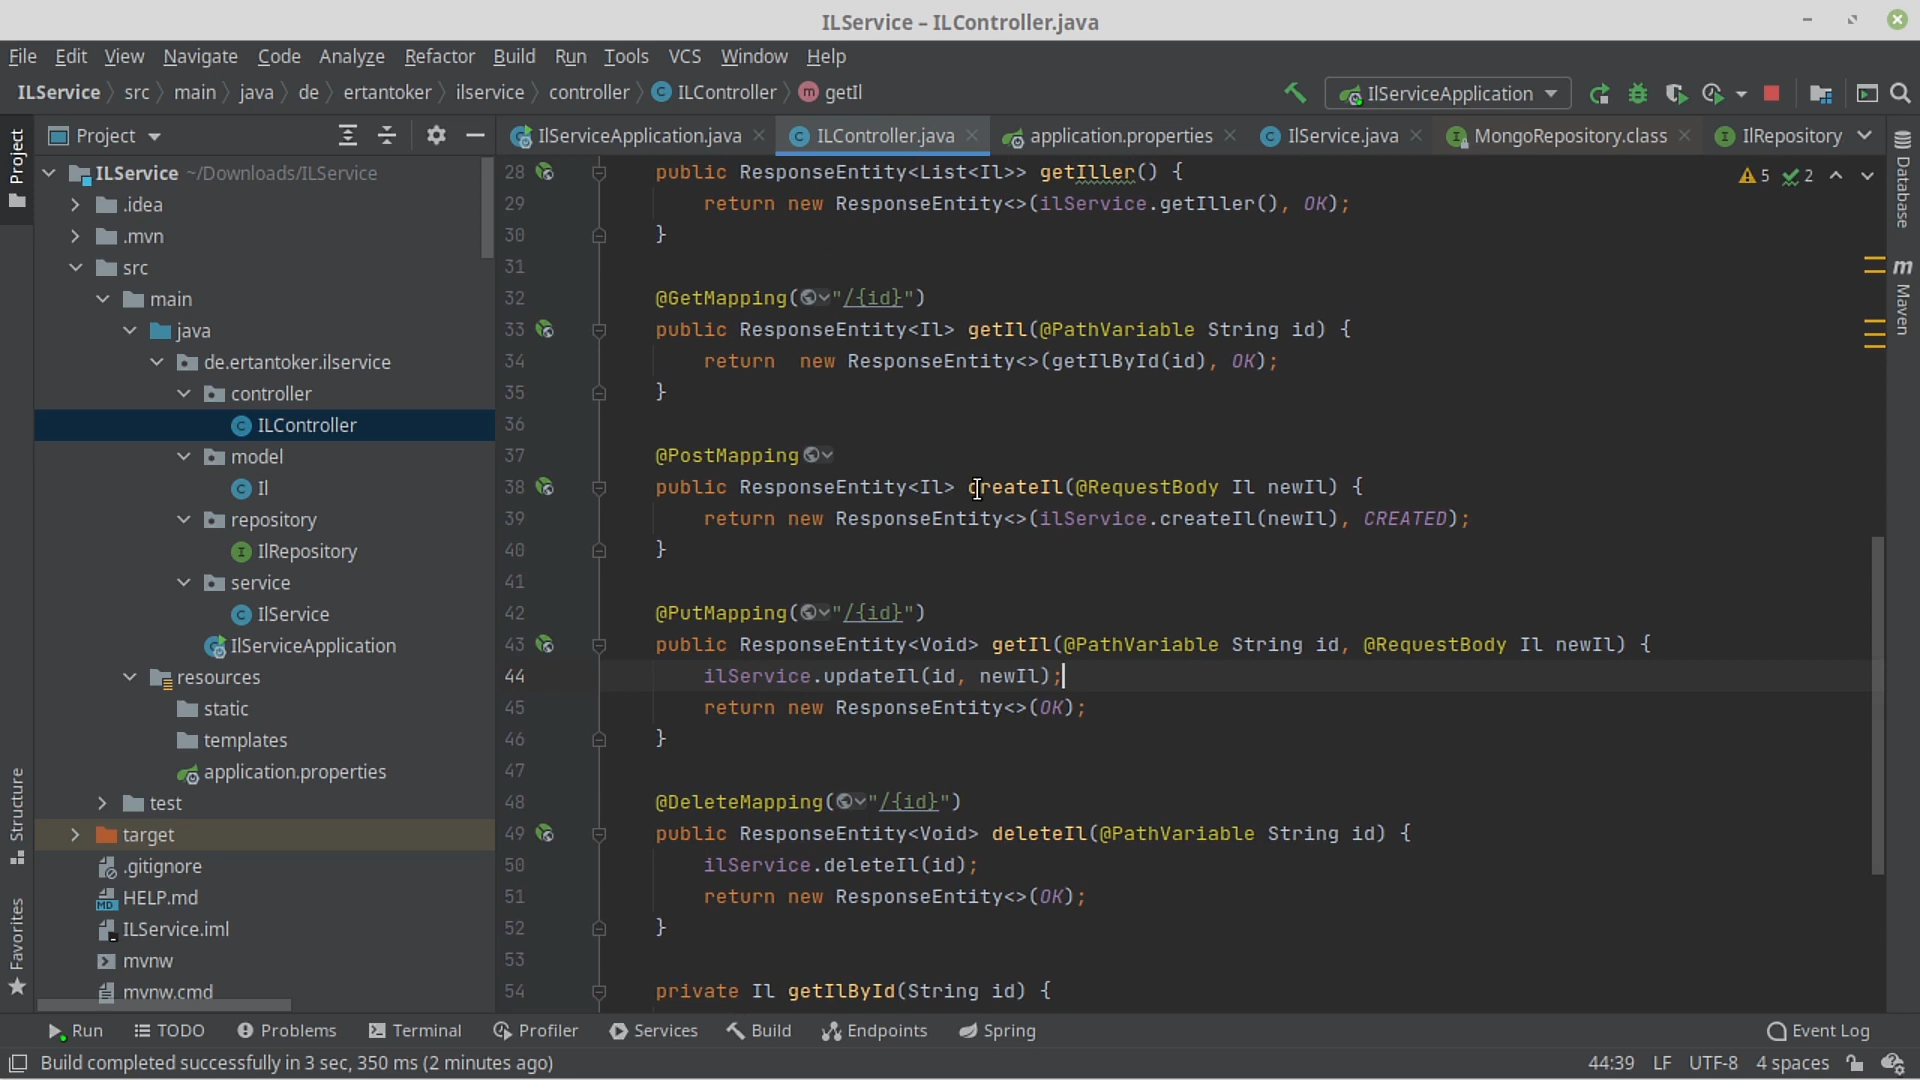 ILService – ILController.java
File Edit View Navigate Code Analyze Refactor Build Run Tools VCS Window Help
ILService src main java de ertantoker ilservice controller ILController getIl
IlServiceApplication
Project
IlServiceApplication.java ILController.java application.properties IlService.java MongoRepository.class IlRepository
ILService ~/Downloads/ILService
.idea
.mvn
src
main
java
de.ertantoker.ilservice
controller
ILController
model
Il
repository
IlRepository
service
IlService
IlServiceApplication
resources
static
templates
application.properties
test
target
.gitignore
HELP.md
ILService.iml
mvnw
mvnw.cmd
28 public ResponseEntity<List<Il>> getIller() {
29 return new ResponseEntity<>(ilService.getIller(), OK);
30 }
31
32 @GetMapping("/{id}")
33 public ResponseEntity<Il> getIl(@PathVariable String id) {
34 return  new ResponseEntity<>(getIlById(id), OK);
35 }
36
37 @PostMapping
38 public ResponseEntity<Il> createIl(@RequestBody Il newIl) {
39 return new ResponseEntity<>(ilService.createIl(newIl), CREATED);
40 }
41
42 @PutMapping("/{id}")
43 public ResponseEntity<Void> getIl(@PathVariable String id, @RequestBody Il newIl) {
44 ilService.updateIl(id, newIl);
45 return new ResponseEntity<>(OK);
46 }
47
48 @DeleteMapping("/{id}")
49 public ResponseEntity<Void> deleteIl(@PathVariable String id) {
50 ilService.deleteIl(id);
51 return new ResponseEntity<>(OK);
52 }
53
54 private Il getIlById(String id) {
5 2
Project
Structure
Favorites
Database
Maven
Run TODO Problems Terminal Profiler Services Build Endpoints Spring Event Log
Build completed successfully in 3 sec, 350 ms (2 minutes ago) 44:39 LF UTF-8 4 spaces